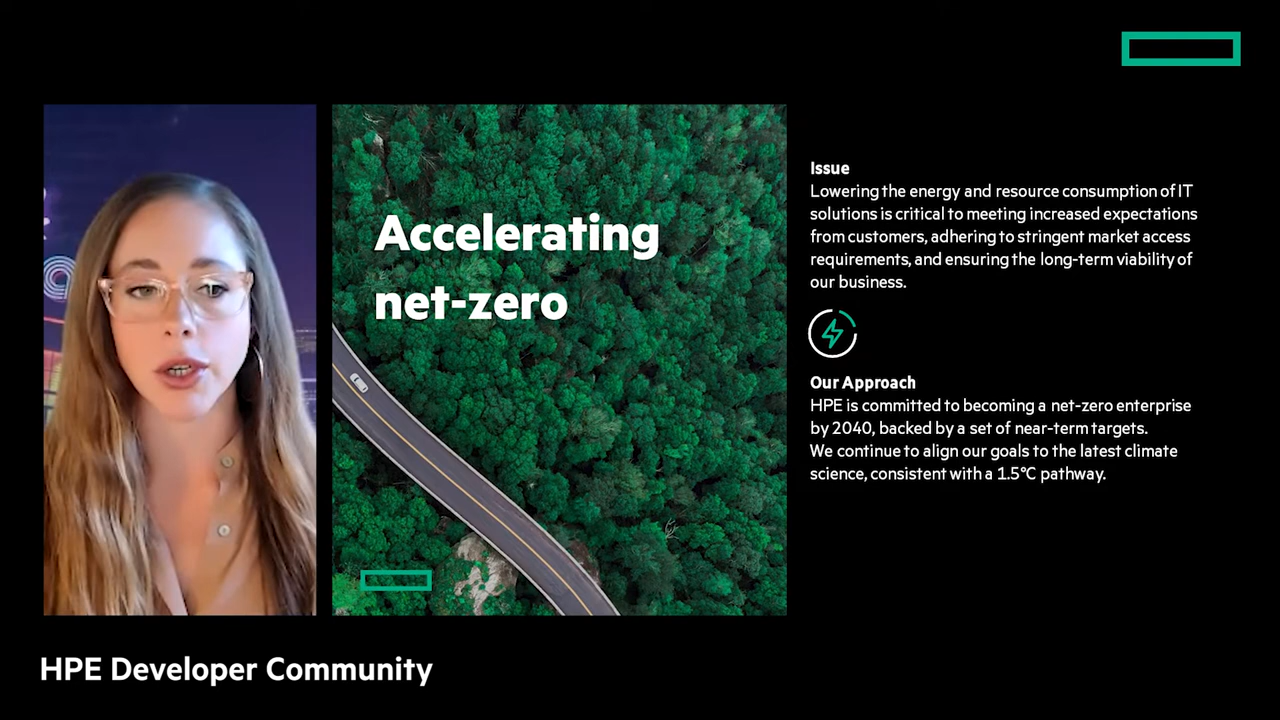 Accelerating
net-zero
Issue
Lowering the energy and resource consumption of IT
solutions is critical to meeting increased expectations
from customers, adhering to stringent market access
requirements, and ensuring the long-term viability of
our business.
Our Approach
HPE is committed to becoming a net-zero enterprise
by 2040, backed by a set of near-term targets.
We continue to align our goals to the latest climate
science, consistent with a 1.5°C pathway.
HPE Developer Community